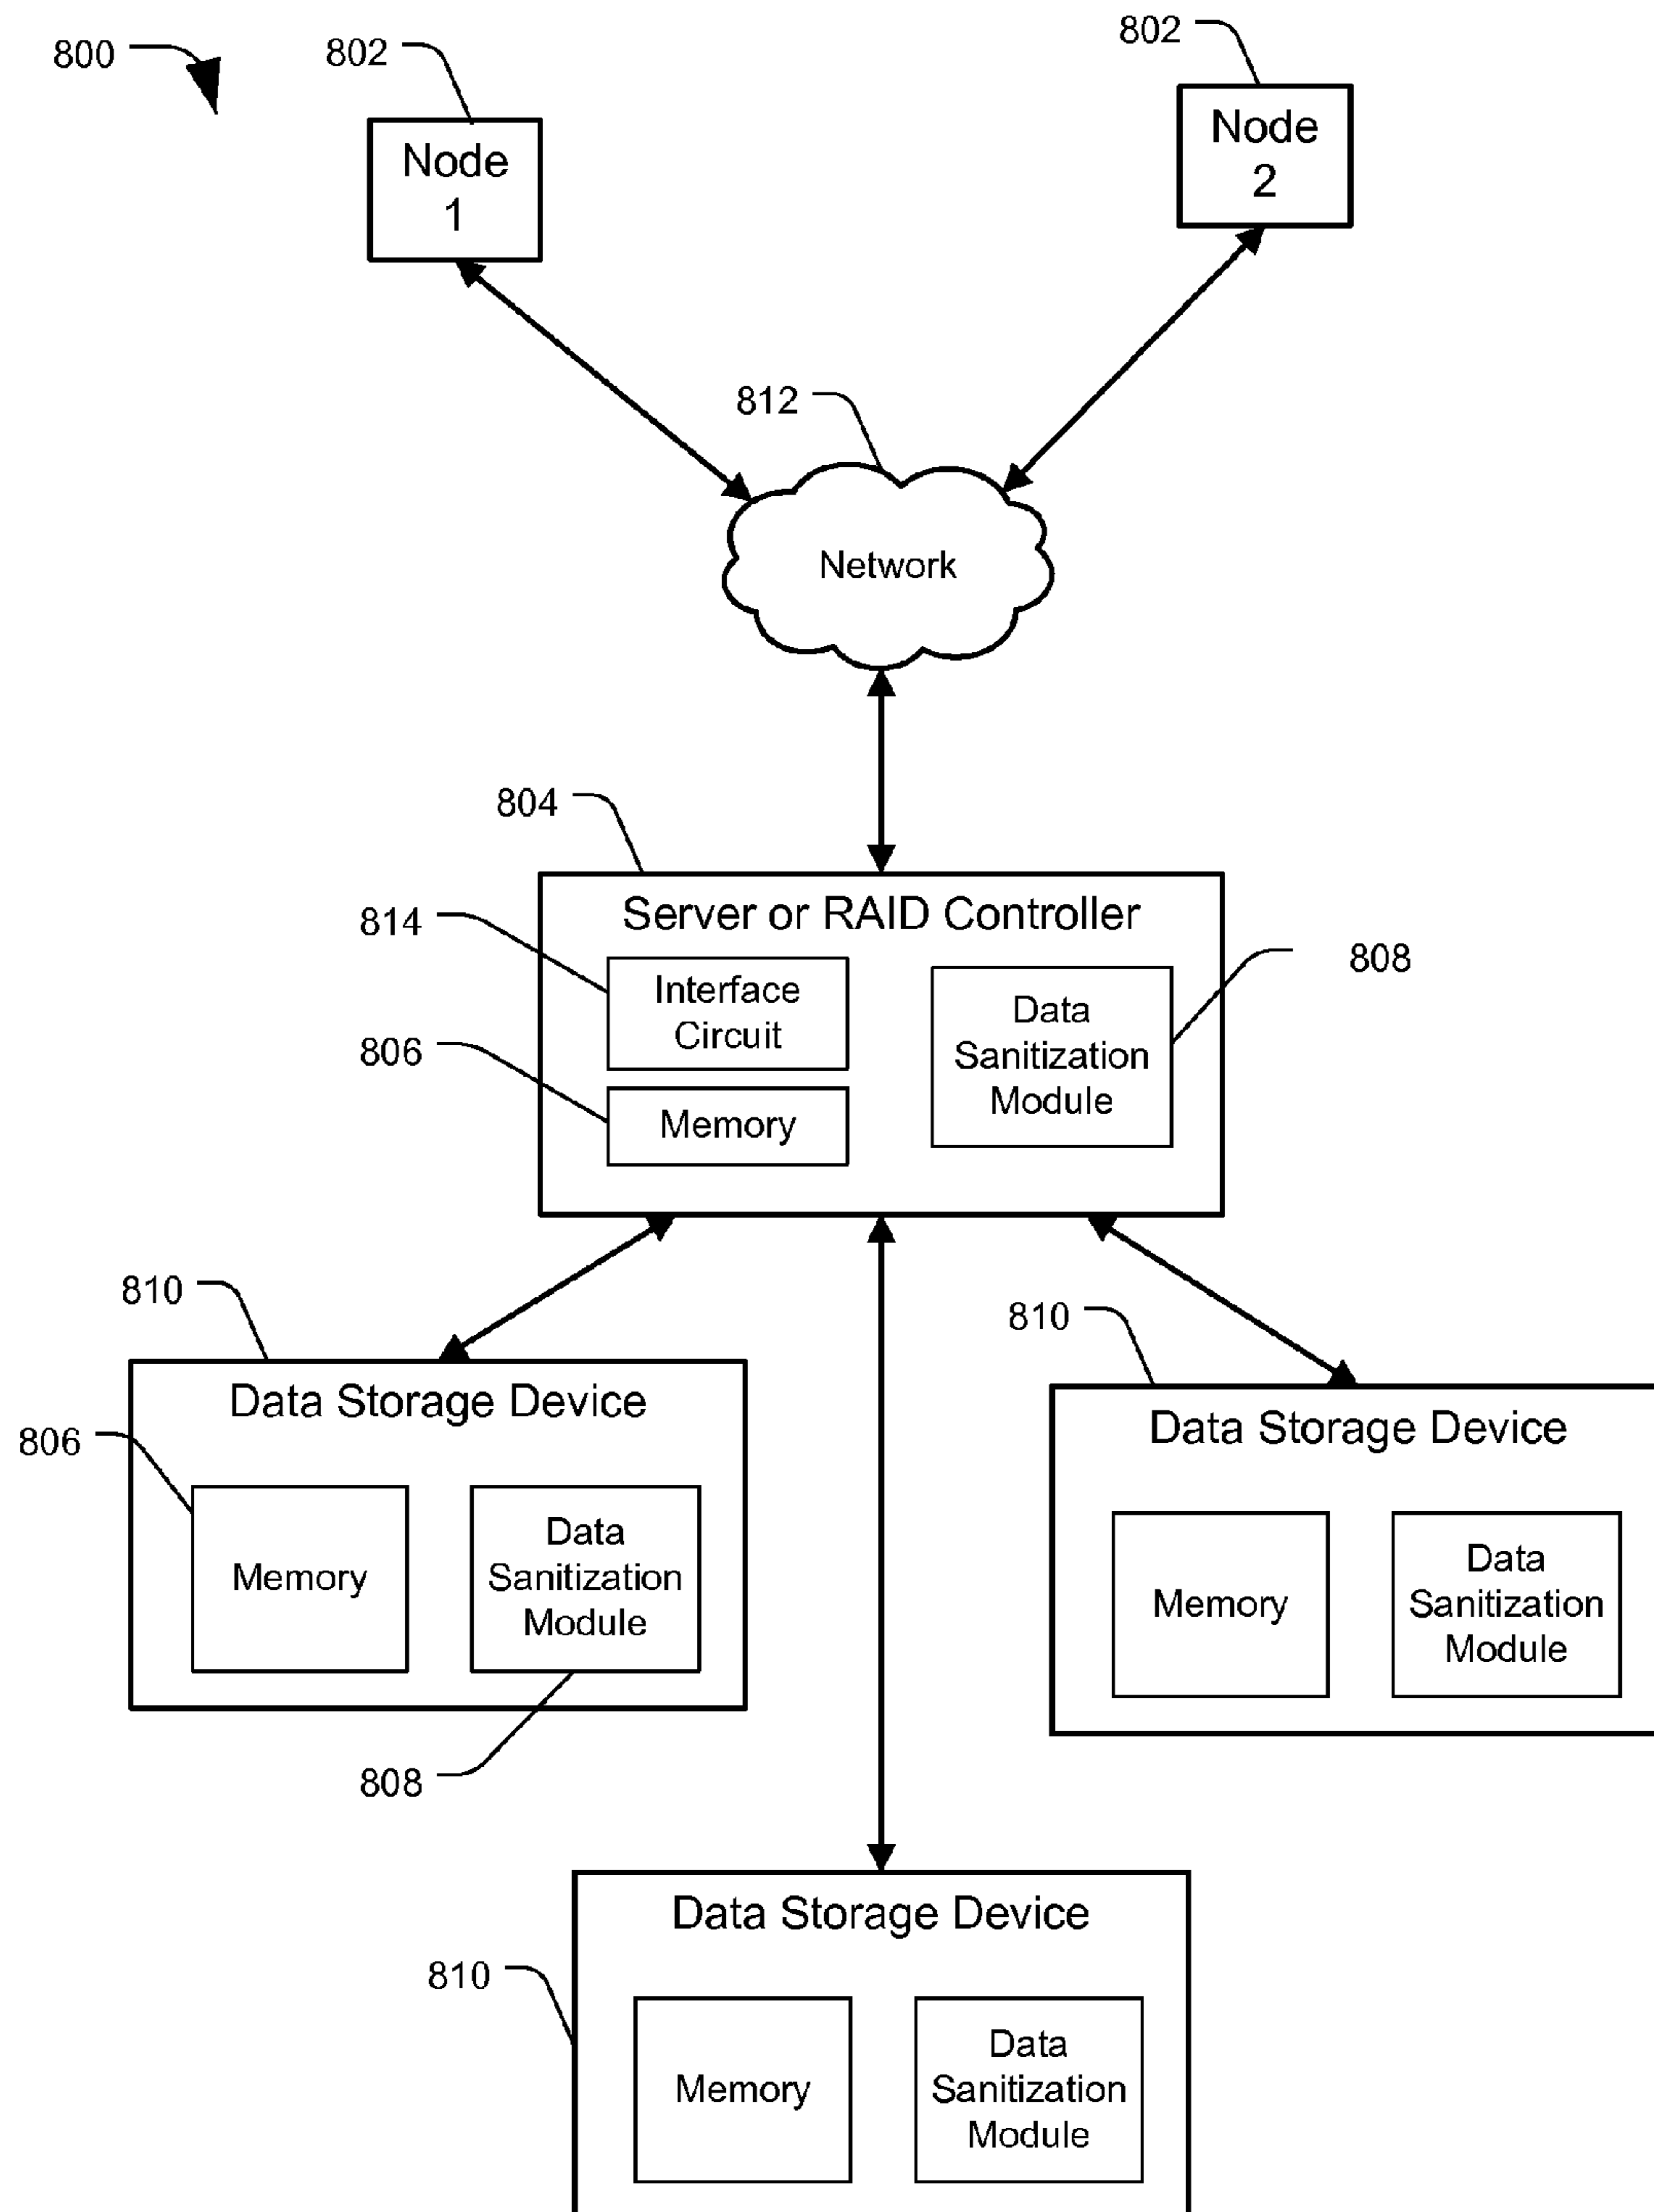 800
802
802
Node
1
Node
2
812
Network
804
Server or RAID Controller
814
Interface
Circuit
806
Memory
Data
Sanitization
Module
808
810
Data Storage Device
806
Memory
Data
Sanitization
Module
808
810
Data Storage Device
Memory
Data
Sanitization
Module
Data Storage Device
810
Memory
Data
Sanitization
Module